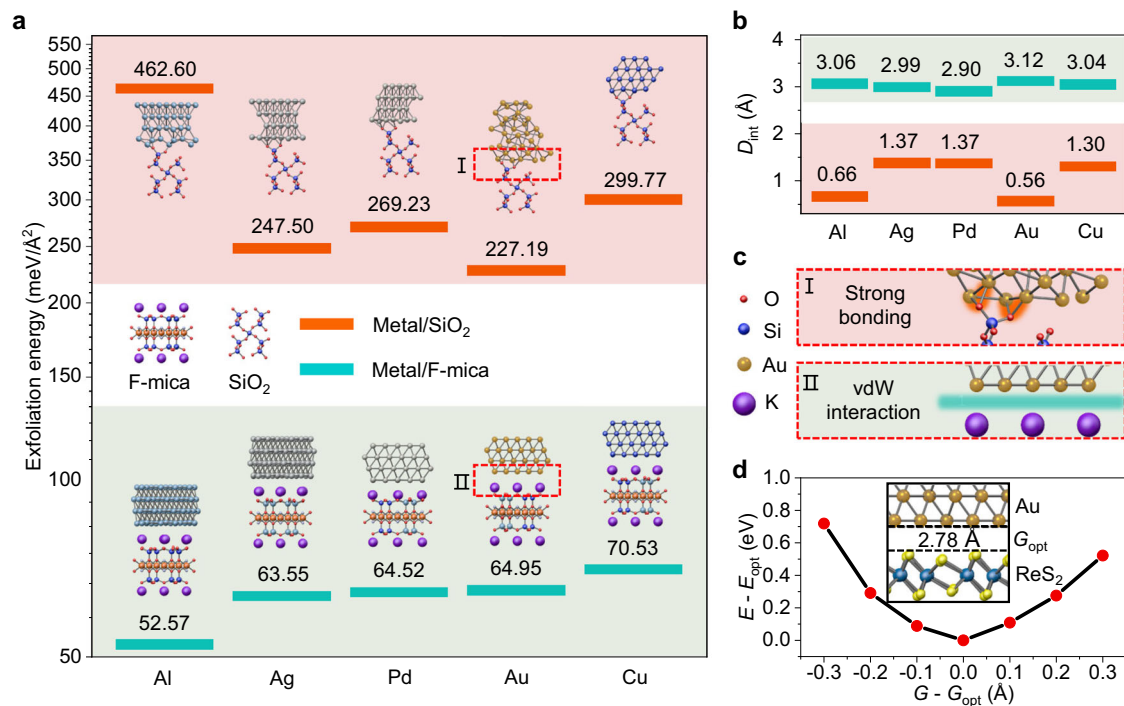 a
Exfoliation energy (meV/Å²)
550
500
450
400
350
300
250
200
150
100
50
462.60
247.50
269.23
227.19
299.77
I
F-mica
SiO₂
Metal/SiO₂
Metal/F-mica
II
52.57
63.55
64.52
64.95
70.53
Al Ag Pd Au Cu
b
D_int (Å)
4
3
2
1
3.06 2.99 2.90 3.12 3.04
0.66 1.37 1.37 0.56 1.30
Al Ag Pd Au Cu
c
O
Si
Au
K
I
Strong
bonding
II
vdW
interaction
d
E - E_opt (eV)
0.8
0.6
0.4
0.2
0.0
Au
2.78 Å
G_opt
ReS₂
-0.3 -0.2 -0.1 0.0 0.1 0.2 0.3
G - G_opt (Å)